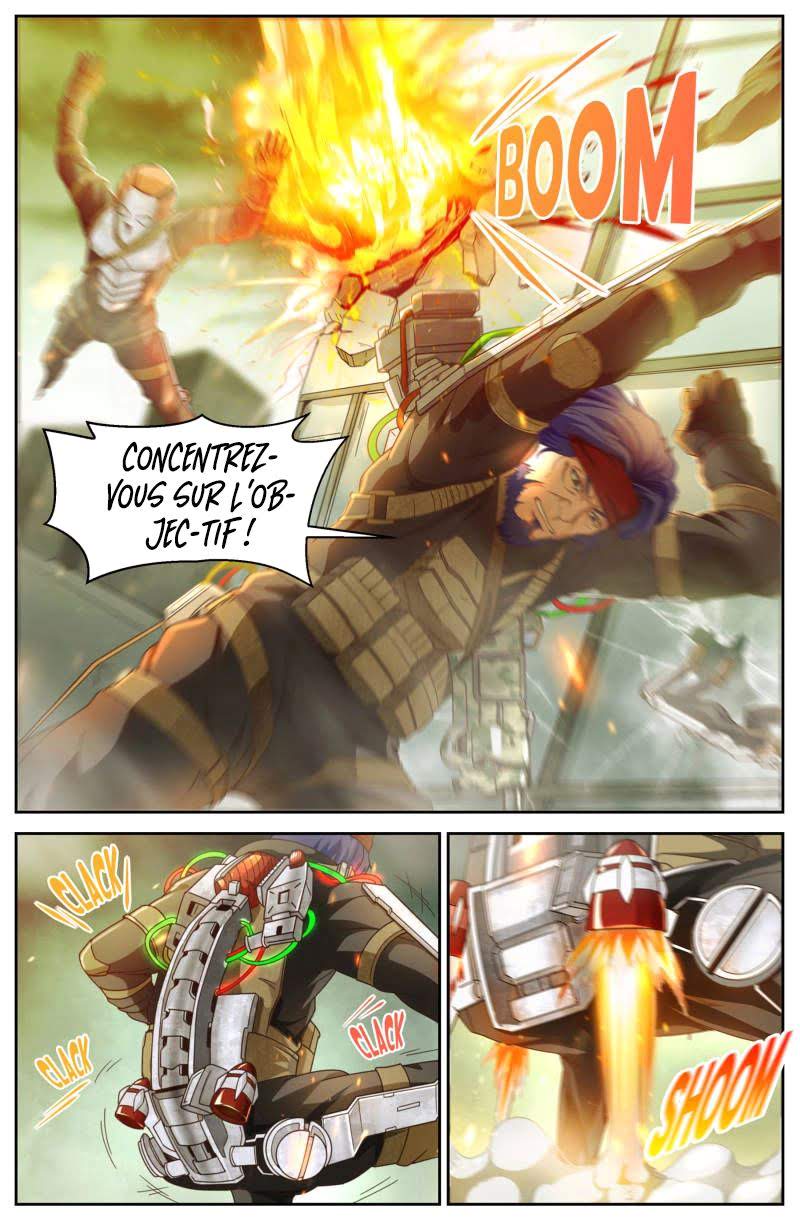 BOOM
CONCENTREZ-
VOUS SUR L'OB-
JEC-TIF !
CLACK
CLACK
CLACK
SHOOM